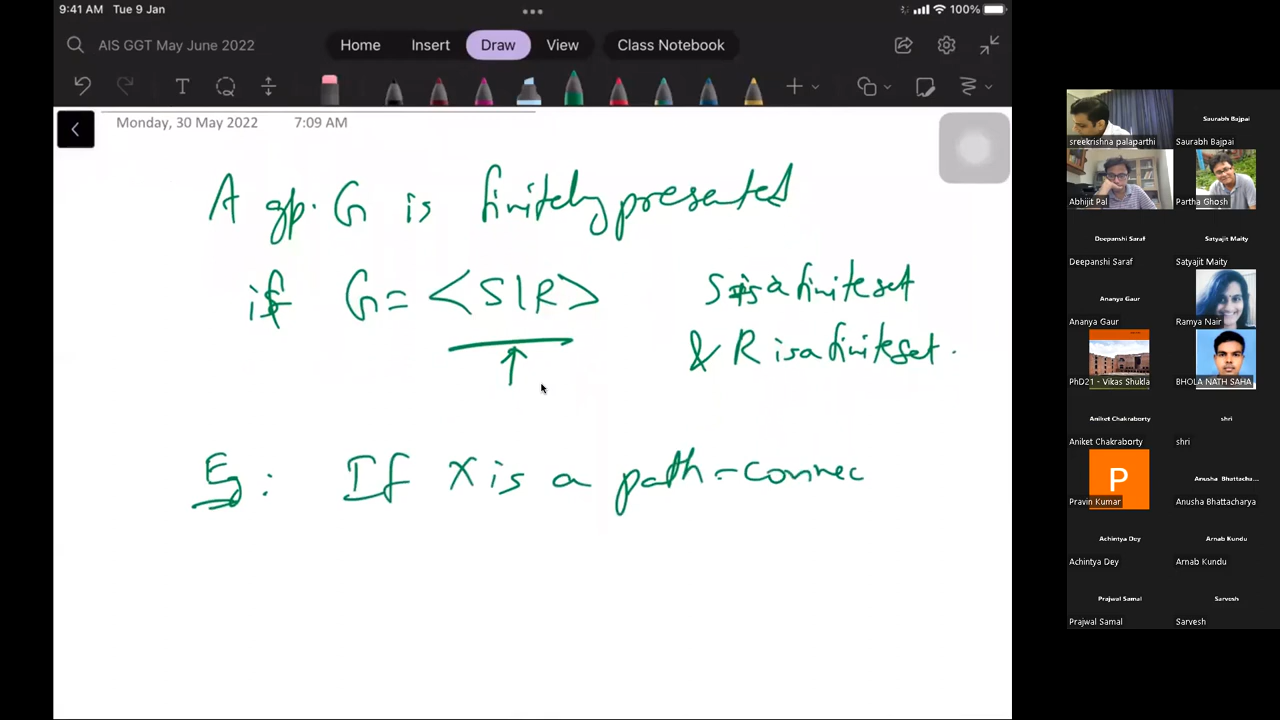 9:41 AM Tue 9 Jan
100%
AIS GGT May June 2022
Home Insert Draw View Class Notebook
Monday, 30 May 2022 7:09 AM
A gp. G is finitely presented
if G = <S|R> S is a finite set
& R is a finite set.
Eg: If X is a path-connec
sreekrishna palaparthi
Saurabh Bajpai
Saurabh Bajpai
Abhijit Pal
Partha Ghosh
Deepanshi Saraf
Satyajit Maity
Deepanshi Saraf
Satyajit Maity
Ananya Gaur
Ananya Gaur
Ramya Nair
PhD21 - Vikas Shukla
BHOLA NATH SAHA
Aniket Chakraborty
shri
Aniket Chakraborty
shri
P
Anusha Bhattachu...
Pravin Kumar
Anusha Bhattacharya
Achintya Dey
Arnab Kundu
Achintya Dey
Arnab Kundu
Prajwal Samal
Sarvesh
Prajwal Samal
Sarvesh